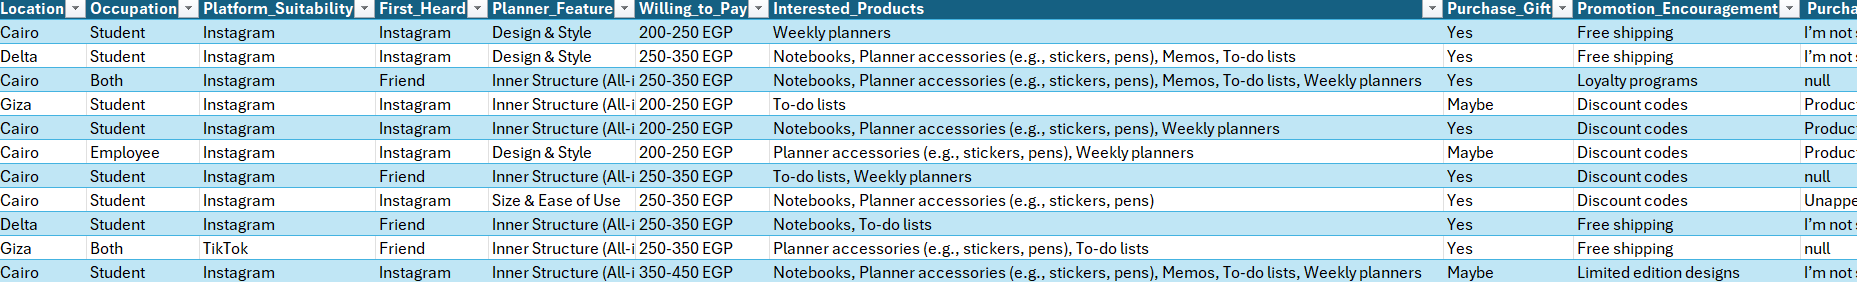 Location Occupation Platform_Suitability First_Heard Planner_Feature Willing_to_Pay Interested_Products Purchase_Gift Promotion_Encouragement Purcha
Cairo Student Instagram Instagram Design & Style 200-250 EGP Weekly planners Yes Free shipping I'm not
Delta Student Instagram Instagram Design & Style 250-350 EGP Notebooks, Planner accessories (e.g., stickers, pens), Memos, To-do lists Yes Free shipping I'm not
Cairo Both Instagram Friend Inner Structure (All-i 250-350 EGP Notebooks, Planner accessories (e.g., stickers, pens), Memos, To-do lists, Weekly planners Yes Loyalty programs null
Giza Student Instagram Instagram Inner Structure (All-i 200-250 EGP To-do lists Maybe Discount codes Produc
Cairo Student Instagram Instagram Inner Structure (All-i 200-250 EGP Notebooks, Planner accessories (e.g., stickers, pens), Weekly planners Yes Discount codes Produc
Cairo Employee Instagram Instagram Design & Style 200-250 EGP Planner accessories (e.g., stickers, pens), Weekly planners Maybe Discount codes Produc
Cairo Student Instagram Friend Inner Structure (All-i 250-350 EGP To-do lists, Weekly planners Yes Discount codes null
Cairo Student Instagram Instagram Size & Ease of Use 250-350 EGP Notebooks, Planner accessories (e.g., stickers, pens) Yes Discount codes Unappe
Delta Student Instagram Friend Inner Structure (All-i 250-350 EGP Notebooks, To-do lists Yes Free shipping I'm not
Giza Both TikTok Friend Inner Structure (All-i 250-350 EGP Planner accessories (e.g., stickers, pens), To-do lists Yes Free shipping null
Cairo Student Instagram Instagram Inner Structure (All-i 350-450 EGP Notebooks, Planner accessories (e.g., stickers, pens), Memos, To-do lists, Weekly planners Maybe Limited edition designs I'm not